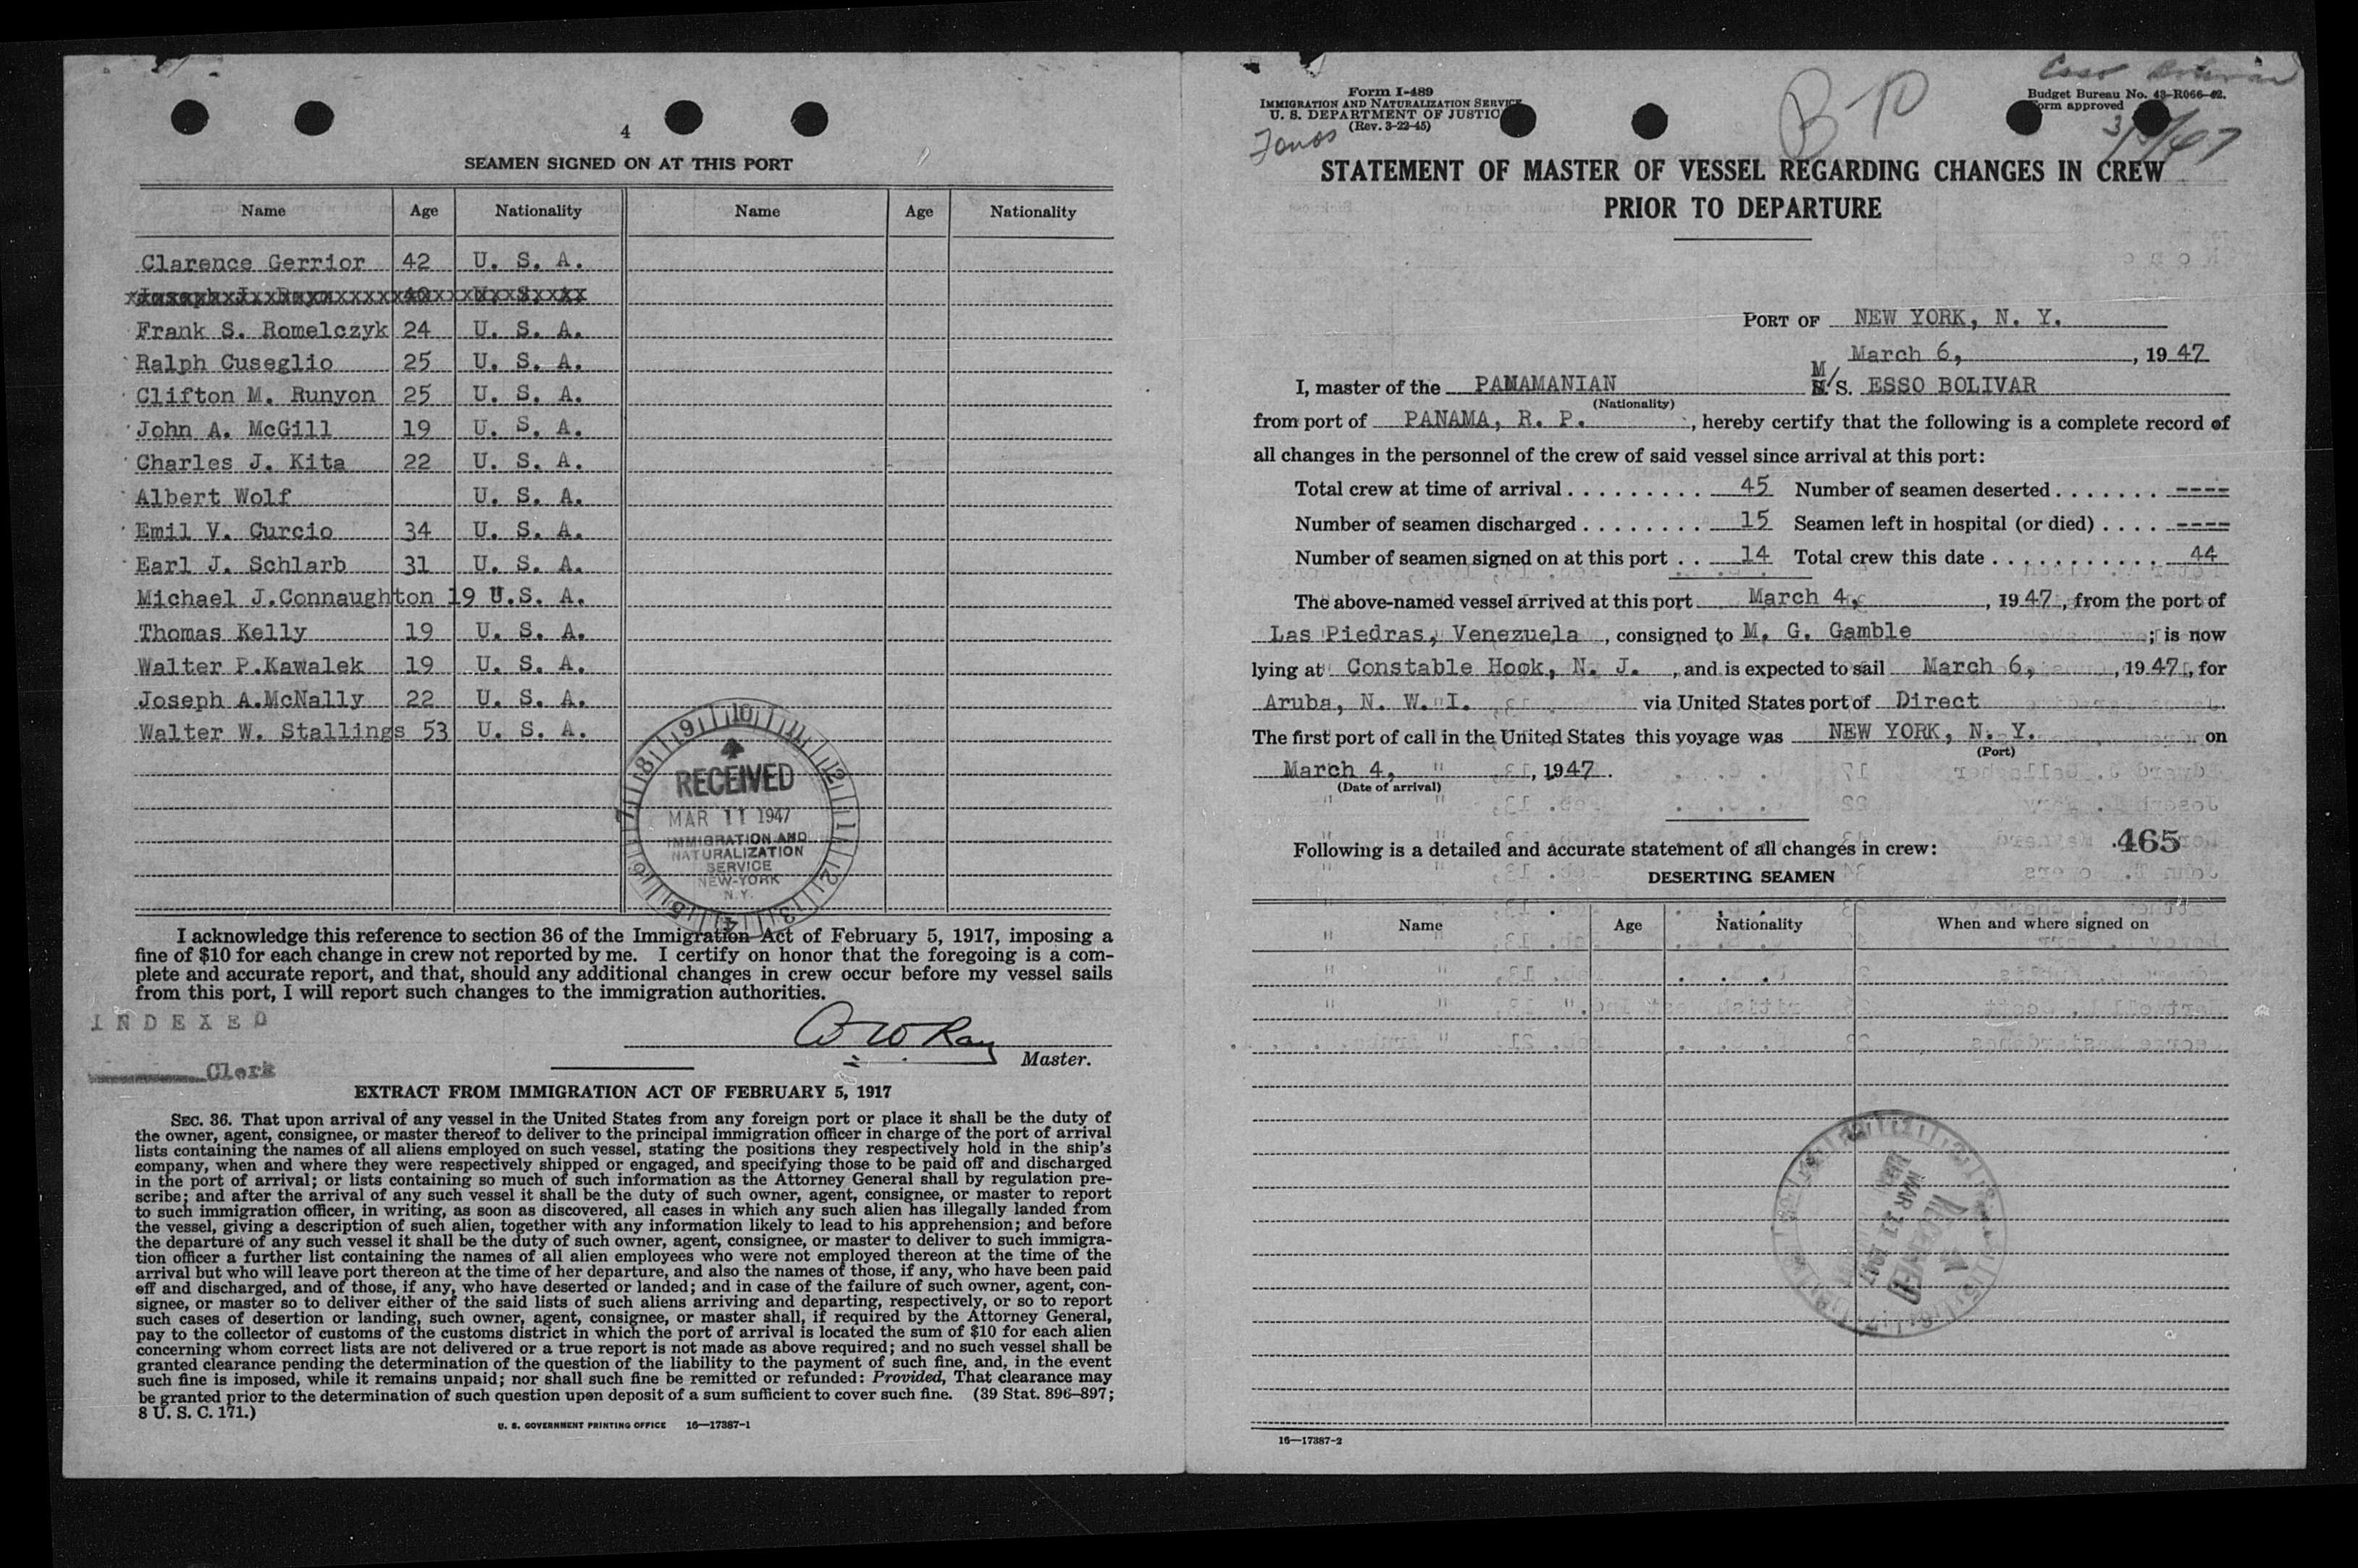 4
SEAMEN SIGNED ON AT THIS PORT
Name Age Nationality Name Age Nationality
Clarence Gerrior 42 U. S. A.
Frank S. Romelczyk 24 U. S. A.
Ralph Cuseglio 25 U. S. A.
Clifton M. Runyon 25 U. S. A.
John A. McGill 19 U. S. A.
Charles J. Kita 22 U. S. A.
Albert Wolf U. S. A.
Emil V. Curcio 34 U. S. A.
Earl J. Schlarb 31 U. S. A.
Michael J.Connaughton 19 U.S. A.
Thomas Kelly 19 U. S. A.
Walter P.Kawalek 19 U. S. A.
Joseph A.McNally 22 U. S. A.
Walter W. Stallings 53 U. S. A.
RECEIVED
MAR 11 1947
IMMIGRATION AND
NATURALIZATION
SERVICE
NEW-YORK
N.Y.
I acknowledge this reference to section 36 of the Immigration Act of February 5, 1917, imposing a
fine of $10 for each change in crew not reported by me. I certify on honor that the foregoing is a com-
plete and accurate report, and that, should any additional changes in crew occur before my vessel sails
from this port, I will report such changes to the immigration authorities.
INDEXED
Clerk
Ray
Master.
EXTRACT FROM IMMIGRATION ACT OF FEBRUARY 5, 1917
SEC. 36. That upon arrival of any vessel in the United States from any foreign port or place it shall be the duty of
the owner, agent, consignee, or master thereof to deliver to the principal immigration officer in charge of the port of arrival
lists containing the names of all aliens employed on such vessel, stating the positions they respectively hold in the ship's
company, when and where they were respectively shipped or engaged, and specifying those to be paid off and discharged
in the port of arrival; or lists containing so much of such information as the Attorney General shall by regulation pre-
scribe; and after the arrival of any such vessel it shall be the duty of such owner, agent, consignee, or master to report
to such immigration officer, in writing, as soon as discovered, all cases in which any such alien has illegally landed from
the vessel, giving a description of such alien, together with any information likely to lead to his apprehension; and before
the departure of any such vessel it shall be the duty of such owner, agent, consignee, or master to deliver to such immigra-
tion officer a further list containing the names of all alien employees who were not employed thereon at the time of the
arrival but who will leave port thereon at the time of her departure, and also the names of those, if any, who have been paid
off and discharged, and of those, if any, who have deserted or landed; and in case of the failure of such owner, agent, con-
signee, or master so to deliver either of the said lists of such aliens arriving and departing, respectively, or so to report
such cases of desertion or landing, such owner, agent, consignee, or master shall, if required by the Attorney General,
pay to the collector of customs of the customs district in which the port of arrival is located the sum of $10 for each alien
concerning whom correct lists are not delivered or a true report is not made as above required; and no such vessel shall be
granted clearance pending the determination of the question of the liability to the payment of such fine, and, in the event
such fine is imposed, while it remains unpaid; nor shall such fine be remitted or refunded: Provided, That clearance may
be granted prior to the determination of such question upon deposit of a sum sufficient to cover such fine. (39 Stat. 896–897;
8 U. S. C. 171.)
U. S. GOVERNMENT PRINTING OFFICE 16—17387-1
Form I-489
IMMIGRATION AND NATURALIZATION SERVICE
U. S. DEPARTMENT OF JUSTIC
(Rev. 3-22-45)
Esso Bolivar
Budget Bureau No. 43-R066-42.
Form approved
STATEMENT OF MASTER OF VESSEL REGARDING CHANGES IN CREW
PRIOR TO DEPARTURE
PORT OF NEW YORK, N. Y.
March 6, , 1947
I, master of the PANAMANIAN M/S. ESSO BOLIVAR
(Nationality)
from port of PANAMA, R. P. , hereby certify that the following is a complete record of
all changes in the personnel of the crew of said vessel since arrival at this port:
Total crew at time of arrival . . . . . . . . . 45 Number of seamen deserted . . . . . . . ----
Number of seamen discharged . . . . . . . . 15 Seamen left in hospital (or died) . . . . ----
Number of seamen signed on at this port . . 14 Total crew this date . . . . . . . . . . . 44
The above-named vessel arrived at this port March 4, , 1947, from the port of
Las Piedras, Venezuela , consigned to M. G. Gamble ; is now
lying at Constable Hook, N. J. , and is expected to sail March 6, , 1947, for
Aruba, N. W. I. via United States port of Direct
The first port of call in the United States this voyage was NEW YORK, N. Y. on
(Port)
March 4, , 1947.
(Date of arrival)
Following is a detailed and accurate statement of all changes in crew:
465
DESERTING SEAMEN
Name Age Nationality When and where signed on
RECEIVED
MAR 11 1947
16—17387-2